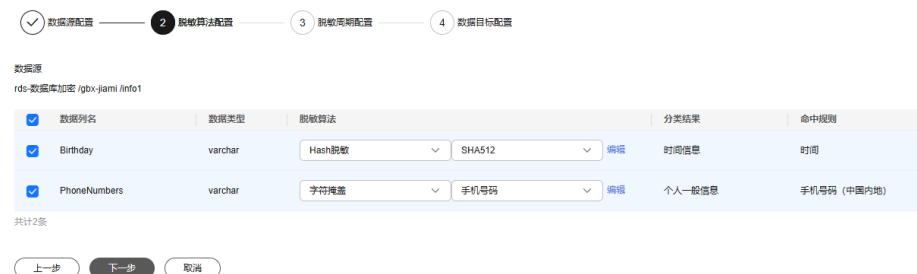 数据源配置 2 脱敏算法配置 3 脱敏周期配置 4 数据目标配置
数据源
rds-数据库加密 /gbx-jiami /info1
数据列名 数据类型 脱敏算法 分类结果 命中规则
Birthday varchar Hash脱敏 SHA512 编辑 时间信息 时间
PhoneNumbers varchar 字符掩盖 手机号码 编辑 个人一般信息 手机号码（中国内地）
共计2条
上一步 下一步 取消